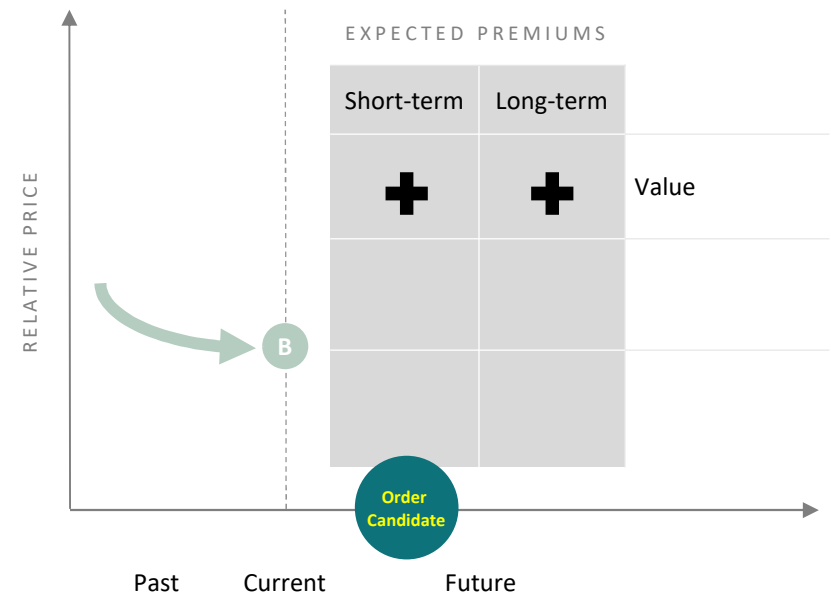 EXPECTED PREMIUMS
Short-term Long-term
Value
RELATIVE PRICE
B
Order
Candidate
Past Current Future